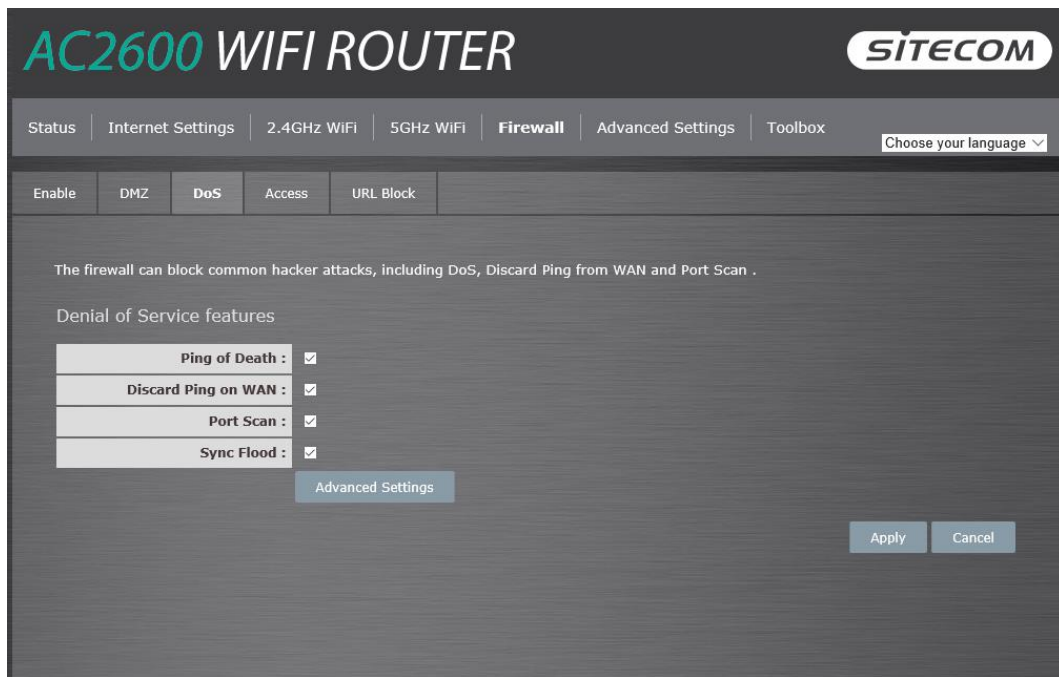 AC2600 WIFI ROUTER
SITECOM
Status Internet Settings 2.4GHz WiFi 5GHz WiFi Firewall Advanced Settings Toolbox
Choose your language
Enable DMZ DoS Access URL Block
The firewall can block common hacker attacks, including DoS, Discard Ping from WAN and Port Scan .
Denial of Service features
Ping of Death :
Discard Ping on WAN :
Port Scan :
Sync Flood :
Advanced Settings
Apply Cancel